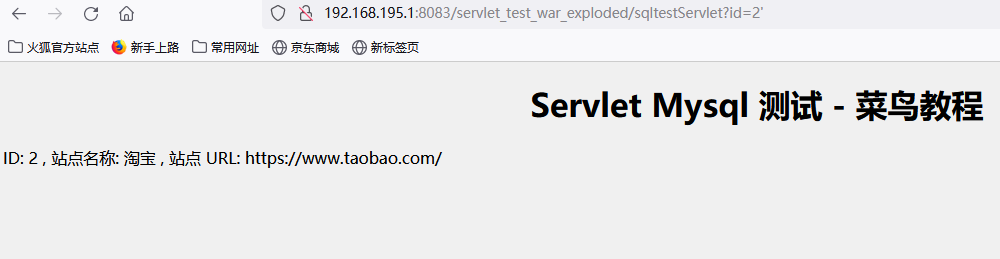 192.168.195.1:8083/servlet_test_war_exploded/sqltestServlet?id=2'
火狐官方站点 新手上路 常用网址 京东商城 新标签页
Servlet Mysql 测试 - 菜鸟教程
ID: 2 , 站点名称: 淘宝 , 站点 URL: https://www.taobao.com/